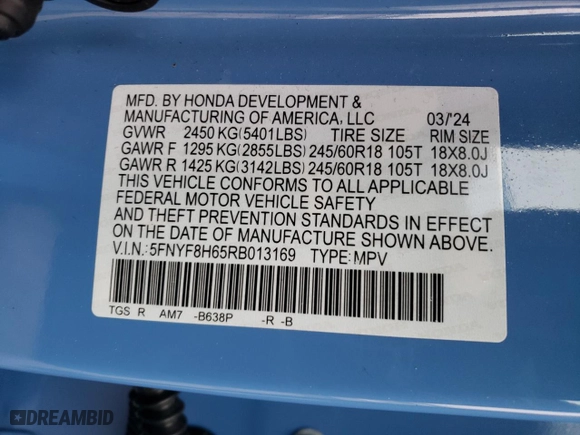 MFD. BY HONDA DEVELOPMENT &
MANUFACTURING OF AMERICA, LLC 03/'24
GVWR 2450 KG(5401LBS) TIRE SIZE RIM SIZE
GAWR F 1295 KG(2855LBS) 245/60R18 105T 18X8.0J
GAWR R 1425 KG(3142LBS) 245/60R18 105T 18X8.0J
THIS VEHICLE CONFORMS TO ALL APPLICABLE
FEDERAL MOTOR VEHICLE SAFETY
AND THEFT PREVENTION STANDARDS IN EFFECT
ON THE DATE OF MANUFACTURE SHOWN ABOVE.
V.I.N.: 5FNYF8H65RB013169 TYPE: MPV
TGS R AM7 -B638P -R -B
DREAMBID